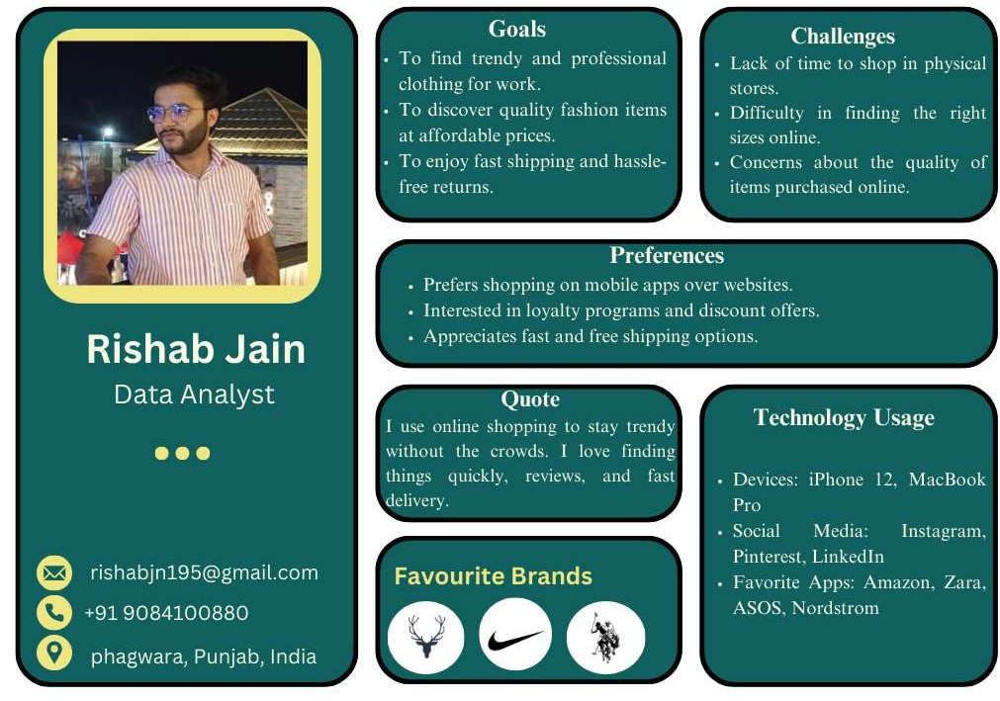 Rishab Jain
Data Analyst
rishabjn195@gmail.com
+91 9084100880
phagwara, Punjab, India
Goals
• To find trendy and professional
clothing for work.
• To discover quality fashion items
at affordable prices.
• To enjoy fast shipping and hassle-
free returns.
Challenges
• Lack of time to shop in physical
stores.
• Difficulty in finding the right
sizes online.
• Concerns about the quality of
items purchased online.
Preferences
• Prefers shopping on mobile apps over websites.
• Interested in loyalty programs and discount offers.
• Appreciates fast and free shipping options.
Quote
I use online shopping to stay trendy
without the crowds. I love finding
things quickly, reviews, and fast
delivery.
Favourite Brands
Technology Usage
• Devices: iPhone 12, MacBook
Pro
• Social Media: Instagram,
Pinterest, LinkedIn
• Favorite Apps: Amazon, Zara,
ASOS, Nordstrom